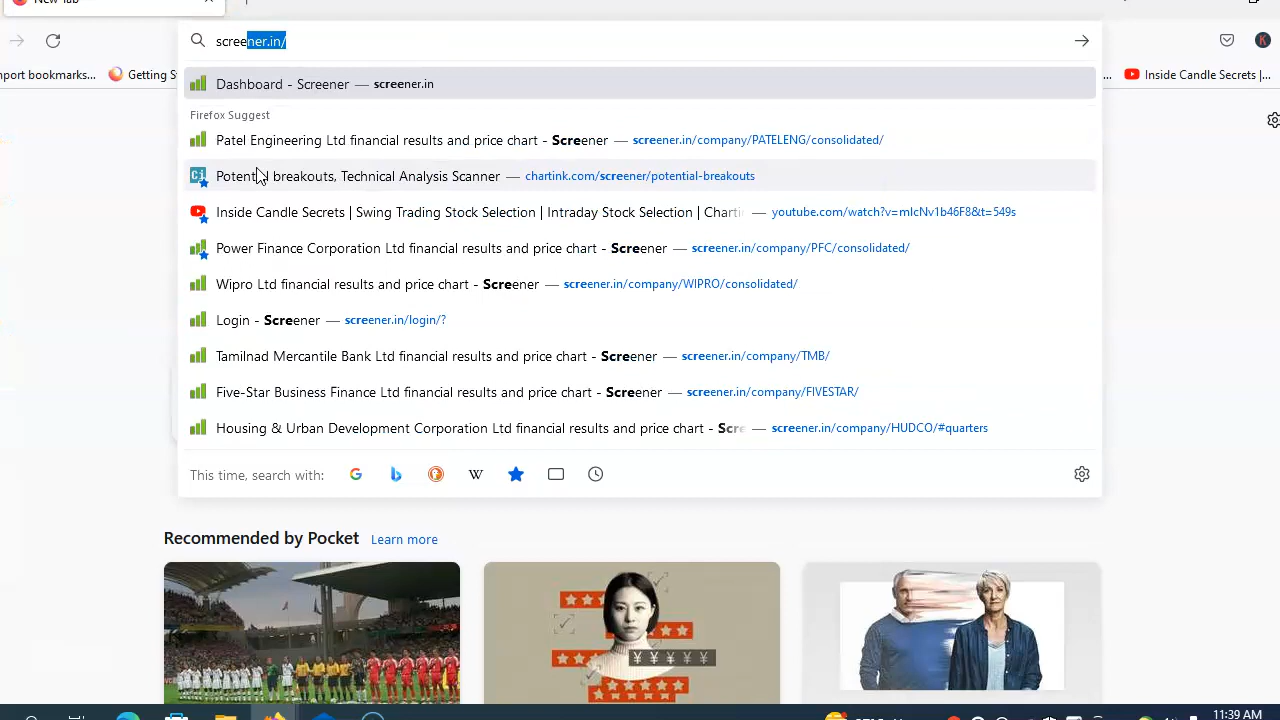 New Tab
screener.in/
K
nport bookmarks...
Getting S
...
Inside Candle Secrets |...
Dashboard - Screener — screener.in
Firefox Suggest
Patel Engineering Ltd financial results and price chart - Screener — screener.in/company/PATELENG/consolidated/
Potential breakouts, Technical Analysis Scanner — chartink.com/screener/potential-breakouts
Inside Candle Secrets | Swing Trading Stock Selection | Intraday Stock Selection | Charti — youtube.com/watch?v=mIcNv1b46F8&t=549s
Power Finance Corporation Ltd financial results and price chart - Screener — screener.in/company/PFC/consolidated/
Wipro Ltd financial results and price chart - Screener — screener.in/company/WIPRO/consolidated/
Login - Screener — screener.in/login/?
Tamilnad Mercantile Bank Ltd financial results and price chart - Screener — screener.in/company/TMB/
Five-Star Business Finance Ltd financial results and price chart - Screener — screener.in/company/FIVESTAR/
Housing & Urban Development Corporation Ltd financial results and price chart - Scre — screener.in/company/HUDCO/#quarters
This time, search with:
Recommended by Pocket Learn more
11:39 AM